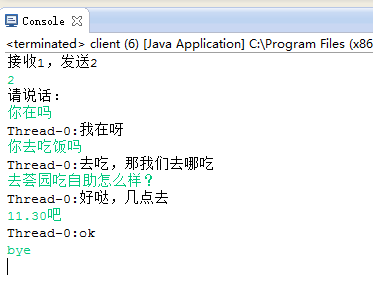 Console
<terminated> client (6) [Java Application] C:\Program Files (x86
接收1，发送2
2
请说话：
你在吗
Thread-0:我在呀
你去吃饭吗
Thread-0:去吃，那我们去哪吃
去荟园吃自助怎么样？
Thread-0:好哒，几点去
11.30吧
Thread-0:ok
bye